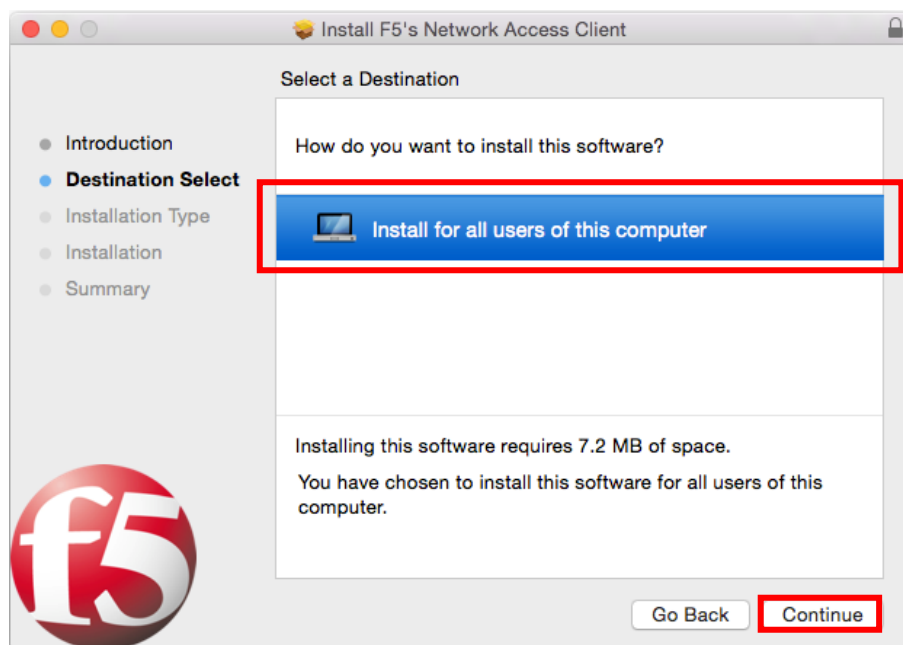 Install F5's Network Access Client
Select a Destination
Introduction
Destination Select
Installation Type
Installation
Summary
How do you want to install this software?
Install for all users of this computer
Installing this software requires 7.2 MB of space.
You have chosen to install this software for all users of this
computer.
f5
Go Back
Continue